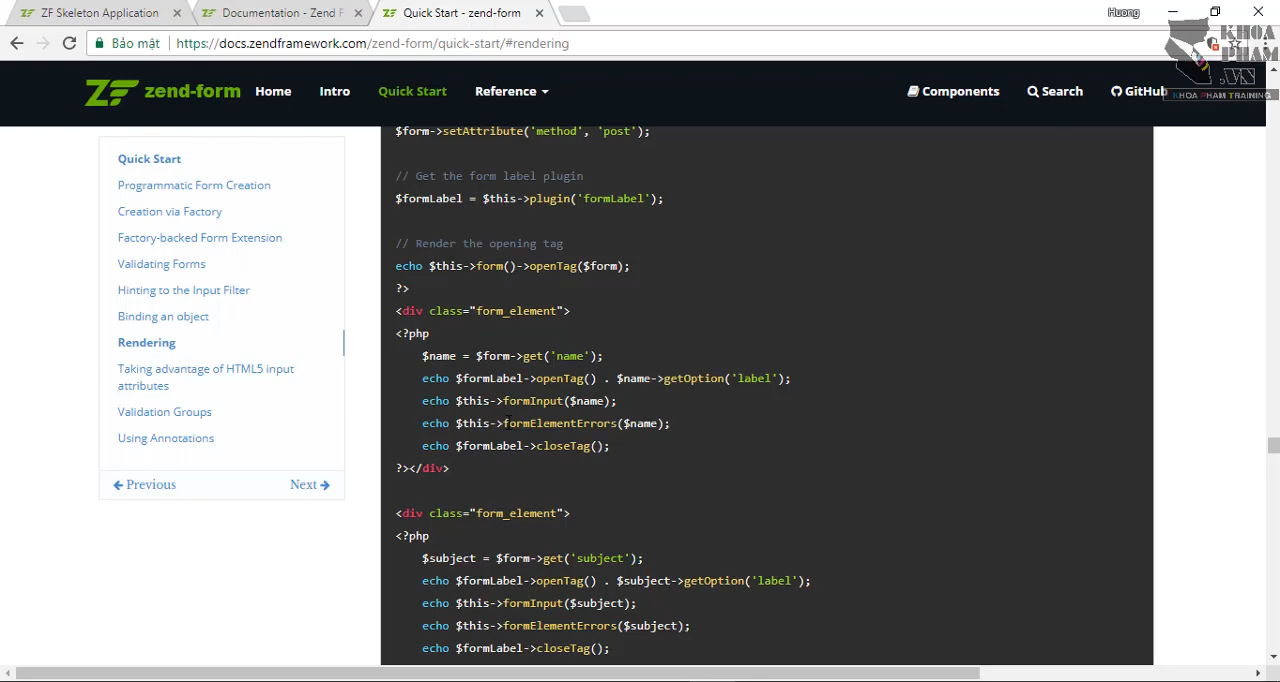 ZF Skeleton Application
Documentation - Zend F
Quick Start - zend-form
Huong
Bảo mật
https://docs.zendframework.com/zend-form/quick-start/#rendering
KHOA
PHAM
KHOA PHAM TRAINING
zend-form
Home
Intro
Quick Start
Reference
Components
Search
GitHub
Quick Start
Programmatic Form Creation
Creation via Factory
Factory-backed Form Extension
Validating Forms
Hinting to the Input Filter
Binding an object
Rendering
Taking advantage of HTML5 input
attributes
Validation Groups
Using Annotations
Previous
Next
$form->setAttribute('method', 'post');
// Get the form label plugin
$formLabel = $this->plugin('formLabel');
// Render the opening tag
echo $this->form()->openTag($form);
?>
<div class="form_element">
<?php
$name = $form->get('name');
echo $formLabel->openTag() . $name->getOption('label');
echo $this->formInput($name);
echo $this->formElementErrors($name);
echo $formLabel->closeTag();
?></div>
<div class="form_element">
<?php
$subject = $form->get('subject');
echo $formLabel->openTag() . $subject->getOption('label');
echo $this->formInput($subject);
echo $this->formElementErrors($subject);
echo $formLabel->closeTag();